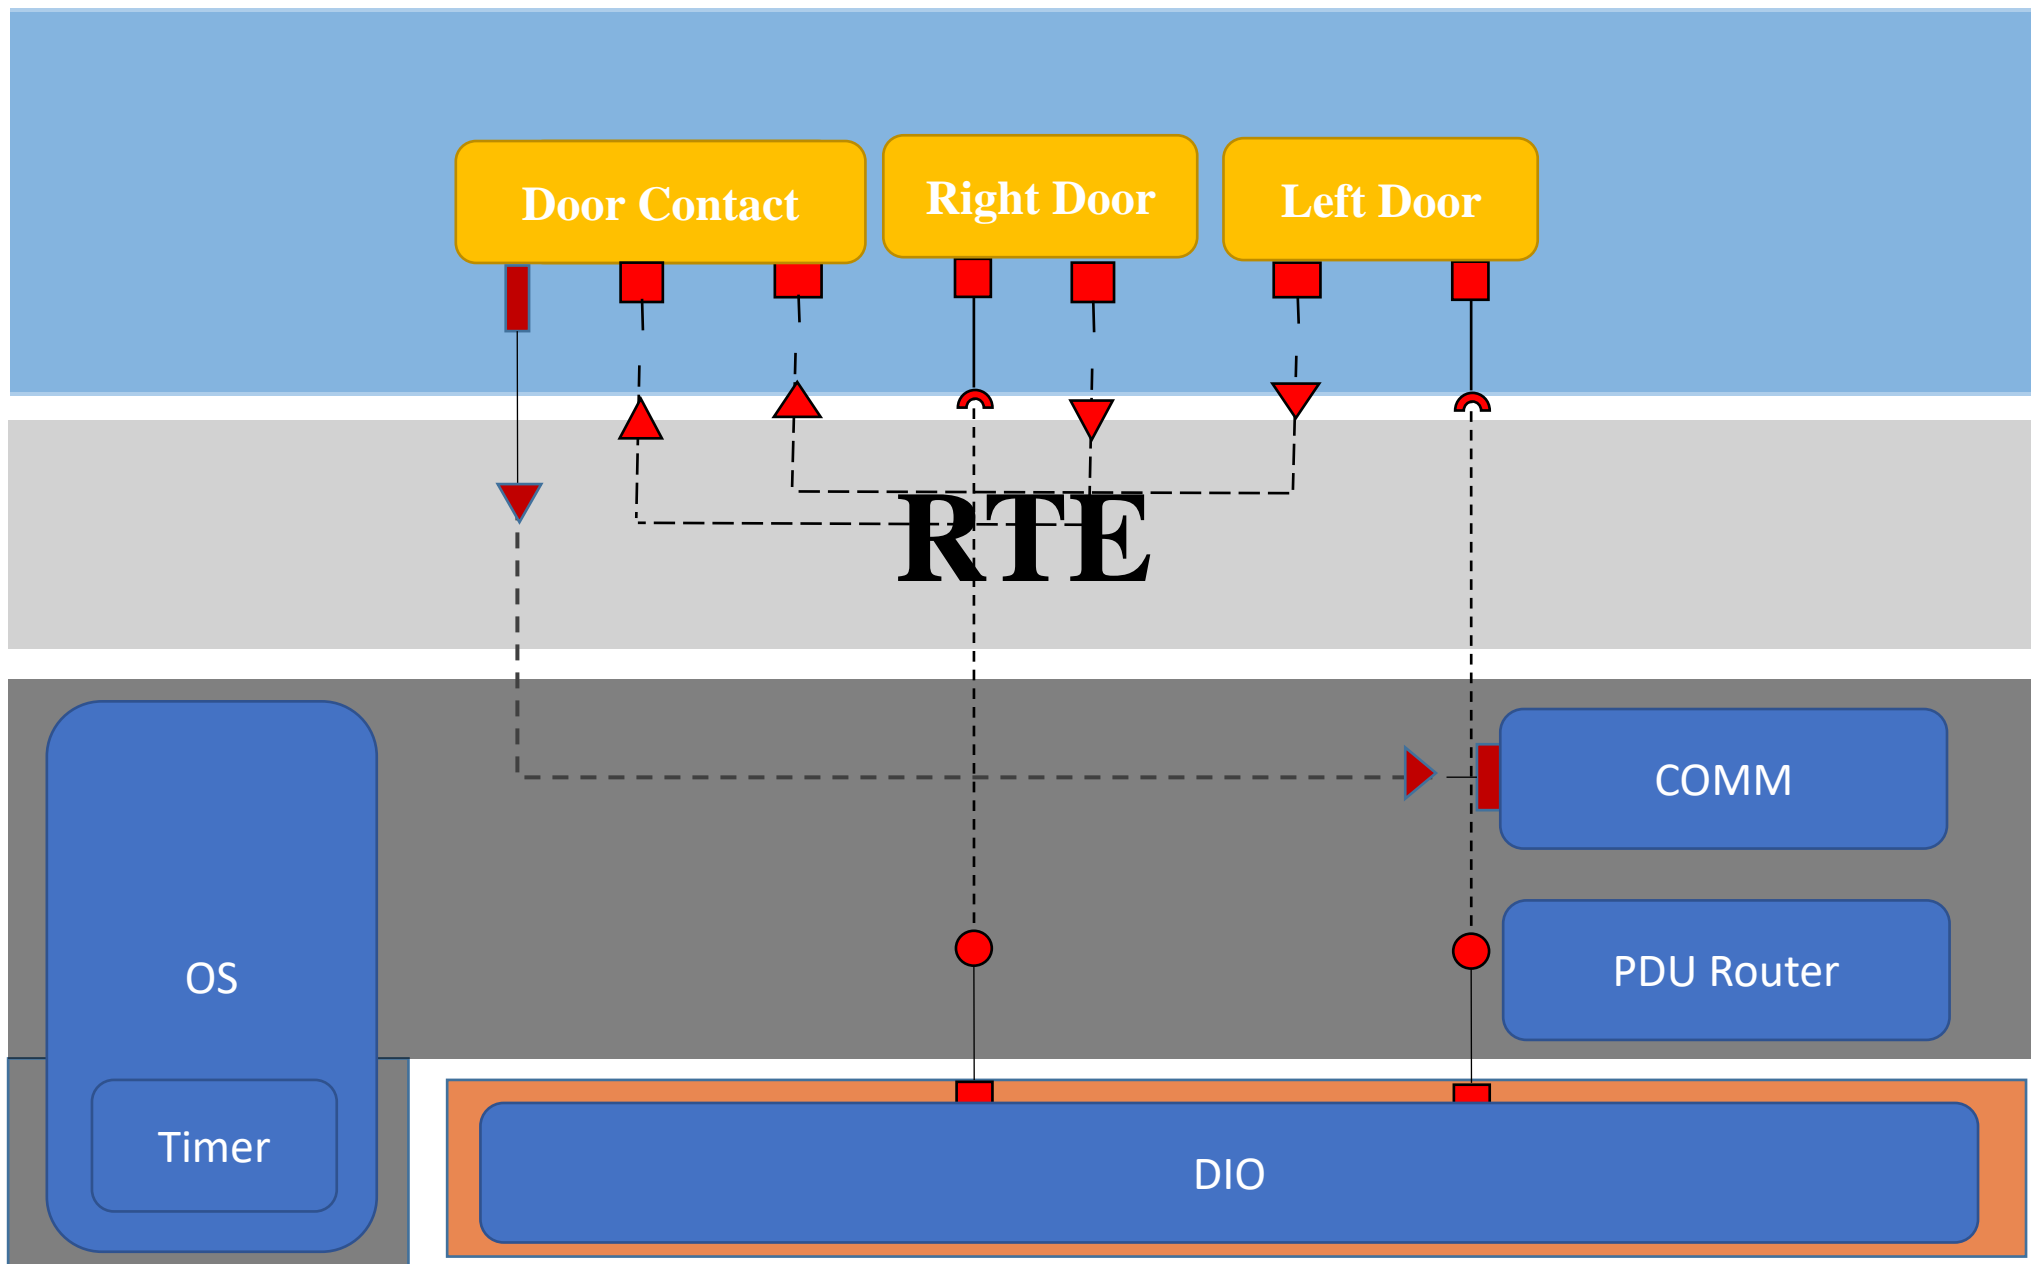 Door Contact
Right Door
Left Door
RTE
COMM
OS
PDU Router
Timer
DIO